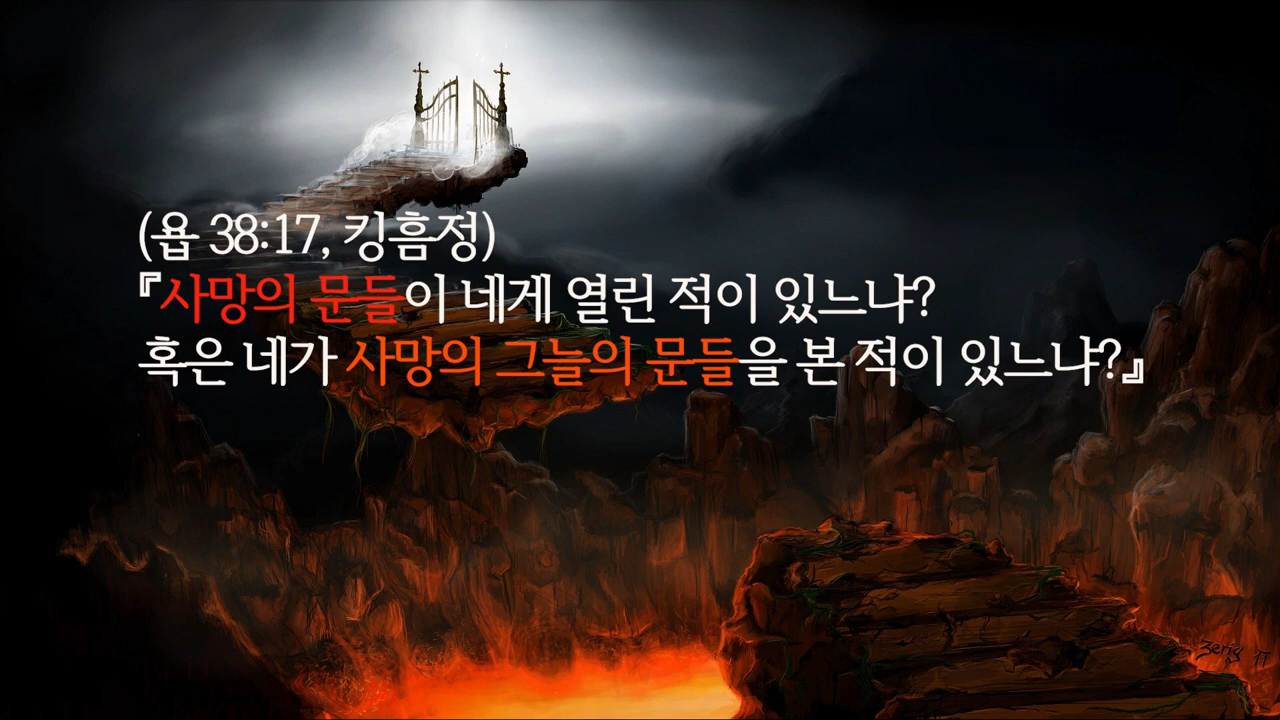 (욥 38:17, 킹흠정)
『사망의 문들이 네게 열린 적이 있느냐?
혹은 네가 사망의 그늘의 문들을 본 적이 있느냐?』